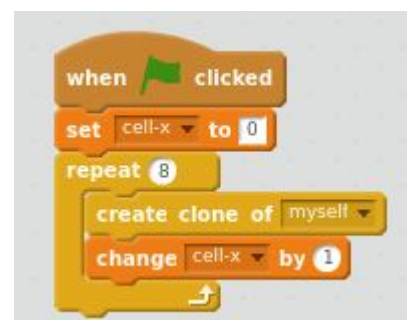 when clicked
set cell-x to 0
repeat 8
create clone of myself
change cell-x by 1